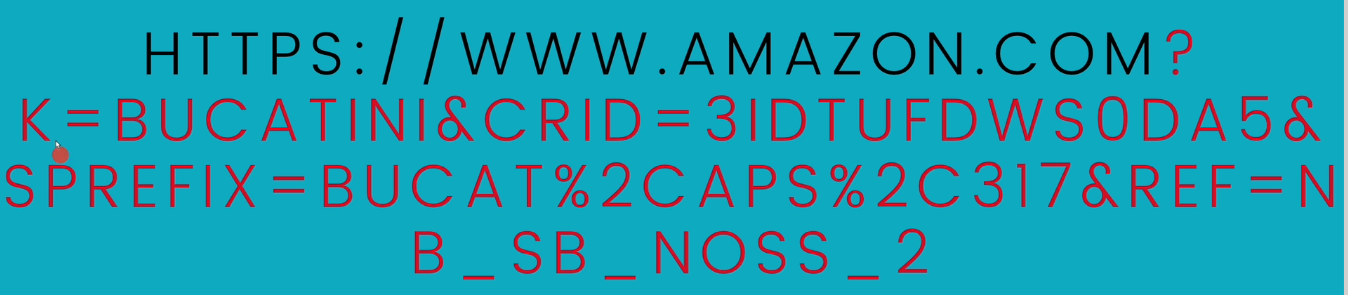 HTTPS://WWW.AMAZON.COM?
K=BUCATINI&CRID=3IDTUFDWS0DA5&
SPREFIX=BUCAT%2CAPS%2C317&REF=N
B_SB_NOSS_2